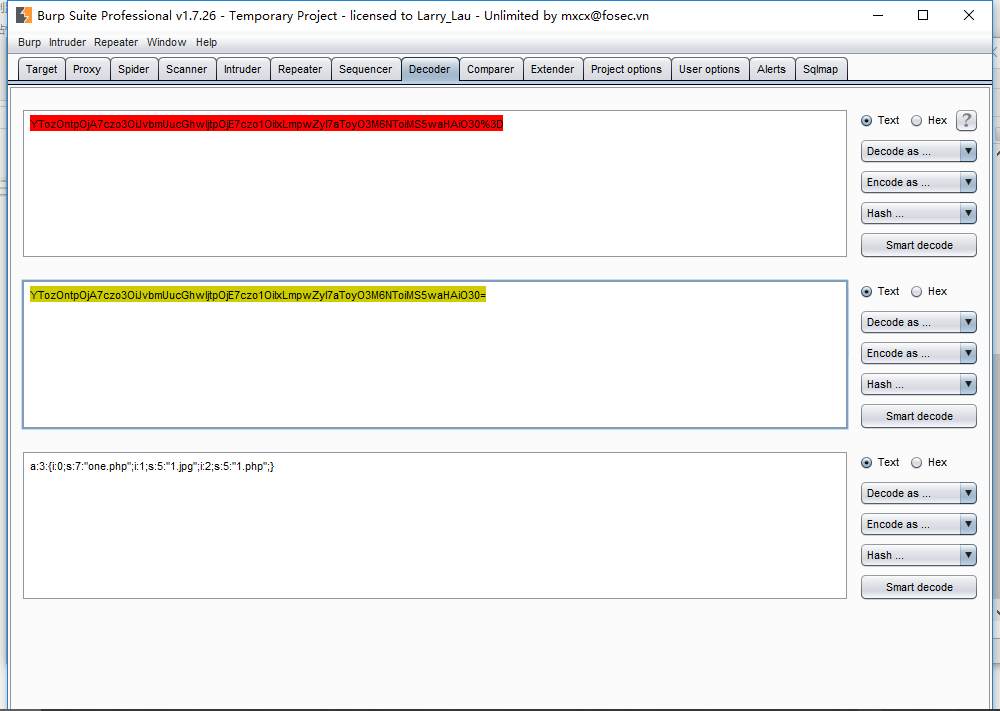 Burp Suite Professional v1.7.26 - Temporary Project - licensed to Larry_Lau - Unlimited by mxcx@fosec.vn
Burp Intruder Repeater Window Help
Target Proxy Spider Scanner Intruder Repeater Sequencer Decoder Comparer Extender Project options User options Alerts Sqlmap
YTozOntpOjA7czo3OiJvbmUucGhwIjtpOjE7czo1OiIxLmpwZyI7aToyO3M6NToiMS5waHAiO30%3D
Text Hex ?
Decode as ...
Encode as ...
Hash ...
Smart decode
YTozOntpOjA7czo3OiJvbmUucGhwIjtpOjE7czo1OiIxLmpwZyI7aToyO3M6NToiMS5waHAiO30=
Text Hex
Decode as ...
Encode as ...
Hash ...
Smart decode
a:3:{i:0;s:7:"one.php";i:1;s:5:"1.jpg";i:2;s:5:"1.php";}
Text Hex
Decode as ...
Encode as ...
Hash ...
Smart decode